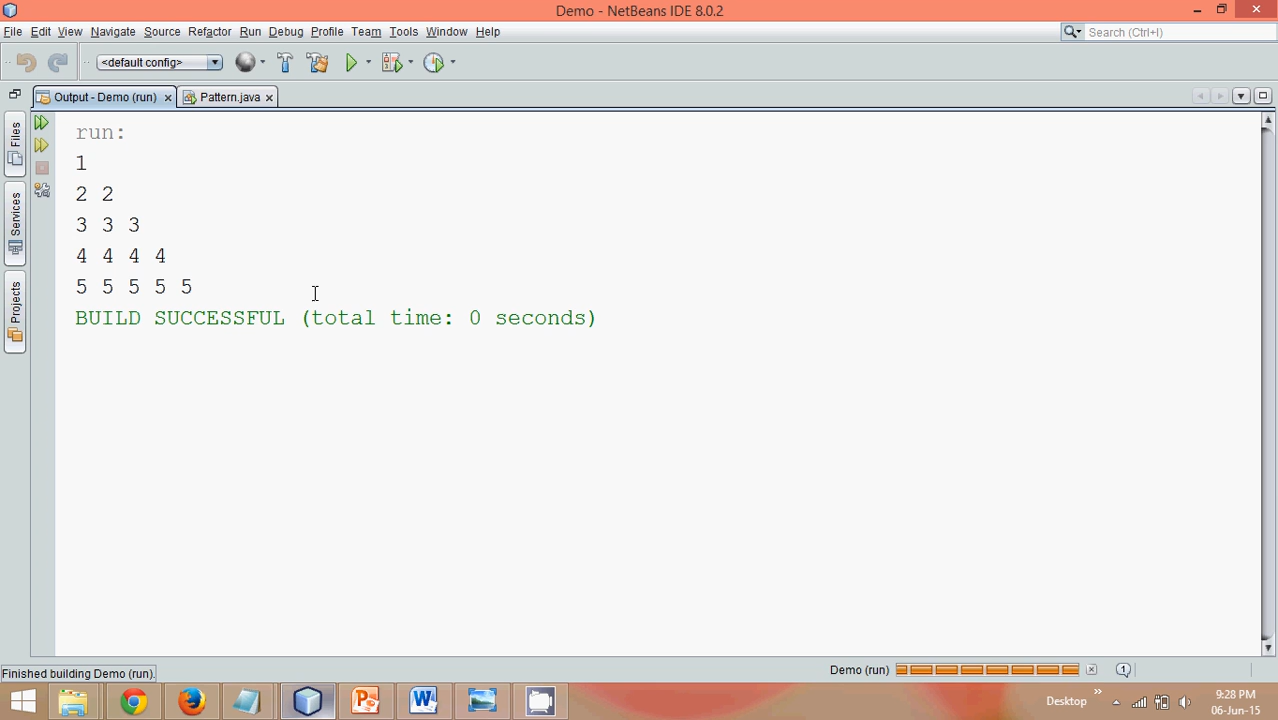 Demo - NetBeans IDE 8.0.2
File Edit View Navigate Source Refactor Run Debug Profile Team Tools Window Help
Search (Ctrl+I)
<default config>
Output - Demo (run) Pattern.java
Files
Services
Projects
run:
1
2 2
3 3 3
4 4 4 4
5 5 5 5 5
BUILD SUCCESSFUL (total time: 0 seconds)
Finished building Demo (run).
Demo (run)
1
Desktop
9:28 PM
06-Jun-15